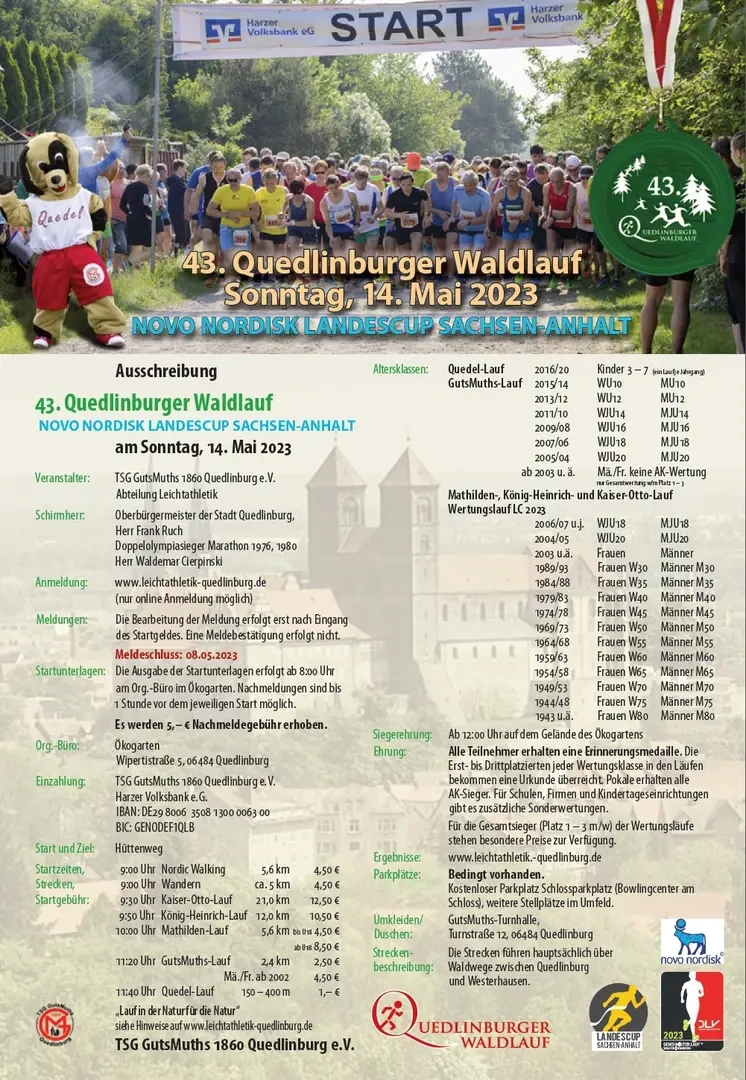 Harzer
Volksbank eG
START
Harzer
Volksbank
Quedel
43.
QUEDLINBURGER
WALDLAUF
43. Quedlinburger Waldlauf
Sonntag, 14. Mai 2023
NOVO NORDISK LANDESCUP SACHSEN-ANHALT
Ausschreibung
43. Quedlinburger Waldlauf
NOVO NORDISK LANDESCUP SACHSEN-ANHALT
am Sonntag, 14. Mai 2023
Veranstalter: TSG GutsMuths 1860 Quedlinburg e.V.
Abteilung Leichtathletik
Schirmherr: Oberbürgermeister der Stadt Quedlinburg,
Herr Frank Ruch
Doppelolympiasieger Marathon 1976, 1980
Herr Waldemar Cierpinski
Anmeldung: www.leichtathletik-quedlinburg.de
(nur online Anmeldung möglich)
Meldungen: Die Bearbeitung der Meldung erfolgt erst nach Eingang
des Startgeldes. Eine Meldebestätigung erfolgt nicht.
Meldeschluss: 08.05.2023
Startunterlagen: Die Ausgabe der Startunterlagen erfolgt ab 8:00 Uhr
am Org.-Büro im Ökogarten. Nachmeldungen sind bis
1 Stunde vor dem jeweiligen Start möglich.
Es werden 5,– € Nachmeldegebühr erhoben.
Org.-Büro: Ökogarten
Wipertistraße 5, 06484 Quedlinburg
Einzahlung: TSG GutsMuths 1860 Quedlinburg e.V.
Harzer Volksbank e.G.
IBAN: DE29 8006 3508 1300 0063 00
BIC: GENODEF1QLB
Start und Ziel: Hüttenweg
Startzeiten, 9:00 Uhr Nordic Walking 5,6 km 4,50 €
Strecken, 9:00 Uhr Wandern ca. 5 km 4,50 €
Startgebühr: 9:30 Uhr Kaiser-Otto-Lauf 21,0 km 12,50 €
9:50 Uhr König-Heinrich-Lauf 12,0 km 10,50 €
10:00 Uhr Mathilden-Lauf 5,6 km bis U18 4,50 €
ab U18 8,50 €
11:20 Uhr GutsMuths-Lauf 2,4 km 2,50 €
Mä./Fr. ab 2002 4,50 €
11:40 Uhr Quedel-Lauf 150 – 400 m 1,– €
„Lauf in der Natur für die Natur“
siehe Hinweise auf www.leichtathletik-quedlinburg.de
TSG GutsMuths
Quedlinburg
TSG GutsMuths 1860 Quedlinburg e.V.
Altersklassen: Quedel-Lauf 2016/20 Kinder 3 – 7 (ein Lauf je Jahrgang)
GutsMuths-Lauf 2015/14 WU10 MU10
2013/12 WU12 MU12
2011/10 WJU14 MJU14
2009/08 WJU16 MJU16
2007/06 WJU18 MJU18
2005/04 WJU20 MJU20
ab 2003 u. ä. Mä./Fr. keine AK-Wertung
nur Gesamtwertung w/m Platz 1 – 3
Mathilden-, König-Heinrich- und Kaiser-Otto-Lauf
Wertungslauf LC 2023
2006/07 u.j. WJU18 MJU18
2004/05 WJU20 MJU20
2003 u.ä. Frauen Männer
1989/93 Frauen W30 Männer M30
1984/88 Frauen W35 Männer M35
1979/83 Frauen W40 Männer M40
1974/78 Frauen W45 Männer M45
1969/73 Frauen W50 Männer M50
1964/68 Frauen W55 Männer M55
1959/63 Frauen W60 Männer M60
1954/58 Frauen W65 Männer M65
1949/53 Frauen W70 Männer M70
1944/48 Frauen W75 Männer M75
1943 u.ä. Frauen W80 Männer M80
Siegerehrung: Ab 12:00 Uhr auf dem Gelände des Ökogartens
Ehrung: Alle Teilnehmer erhalten eine Erinnerungsmedaille. Die
Erst- bis Drittplatzierten jeder Wertungsklasse in den Läufen
bekommen eine Urkunde überreicht. Pokale erhalten alle
AK-Sieger. Für Schulen, Firmen und Kindertageseinrichtungen
gibt es zusätzliche Sonderwertungen.
Für die Gesamtsieger (Platz 1 – 3 m/w) der Wertungsläufe
stehen besondere Preise zur Verfügung.
Ergebnisse: www.leichtathletik.-quedlinburg.de
Parkplätze: Bedingt vorhanden.
Kostenloser Parkplatz Schlossparkplatz (Bowlingcenter am
Schloss), weitere Stellplätze im Umfeld.
Umkleiden/ GutsMuths-Turnhalle,
Duschen: Turnstraße 12, 06484 Quedlinburg
Strecken- Die Strecken führen hauptsächlich über
beschreibung: Waldwege zwischen Quedlinburg
und Westerhausen.
novo nordisk®
QUEDLINBURGER
WALDLAUF
LANDESCUP
SACHSEN-ANHALT
2023
DLV